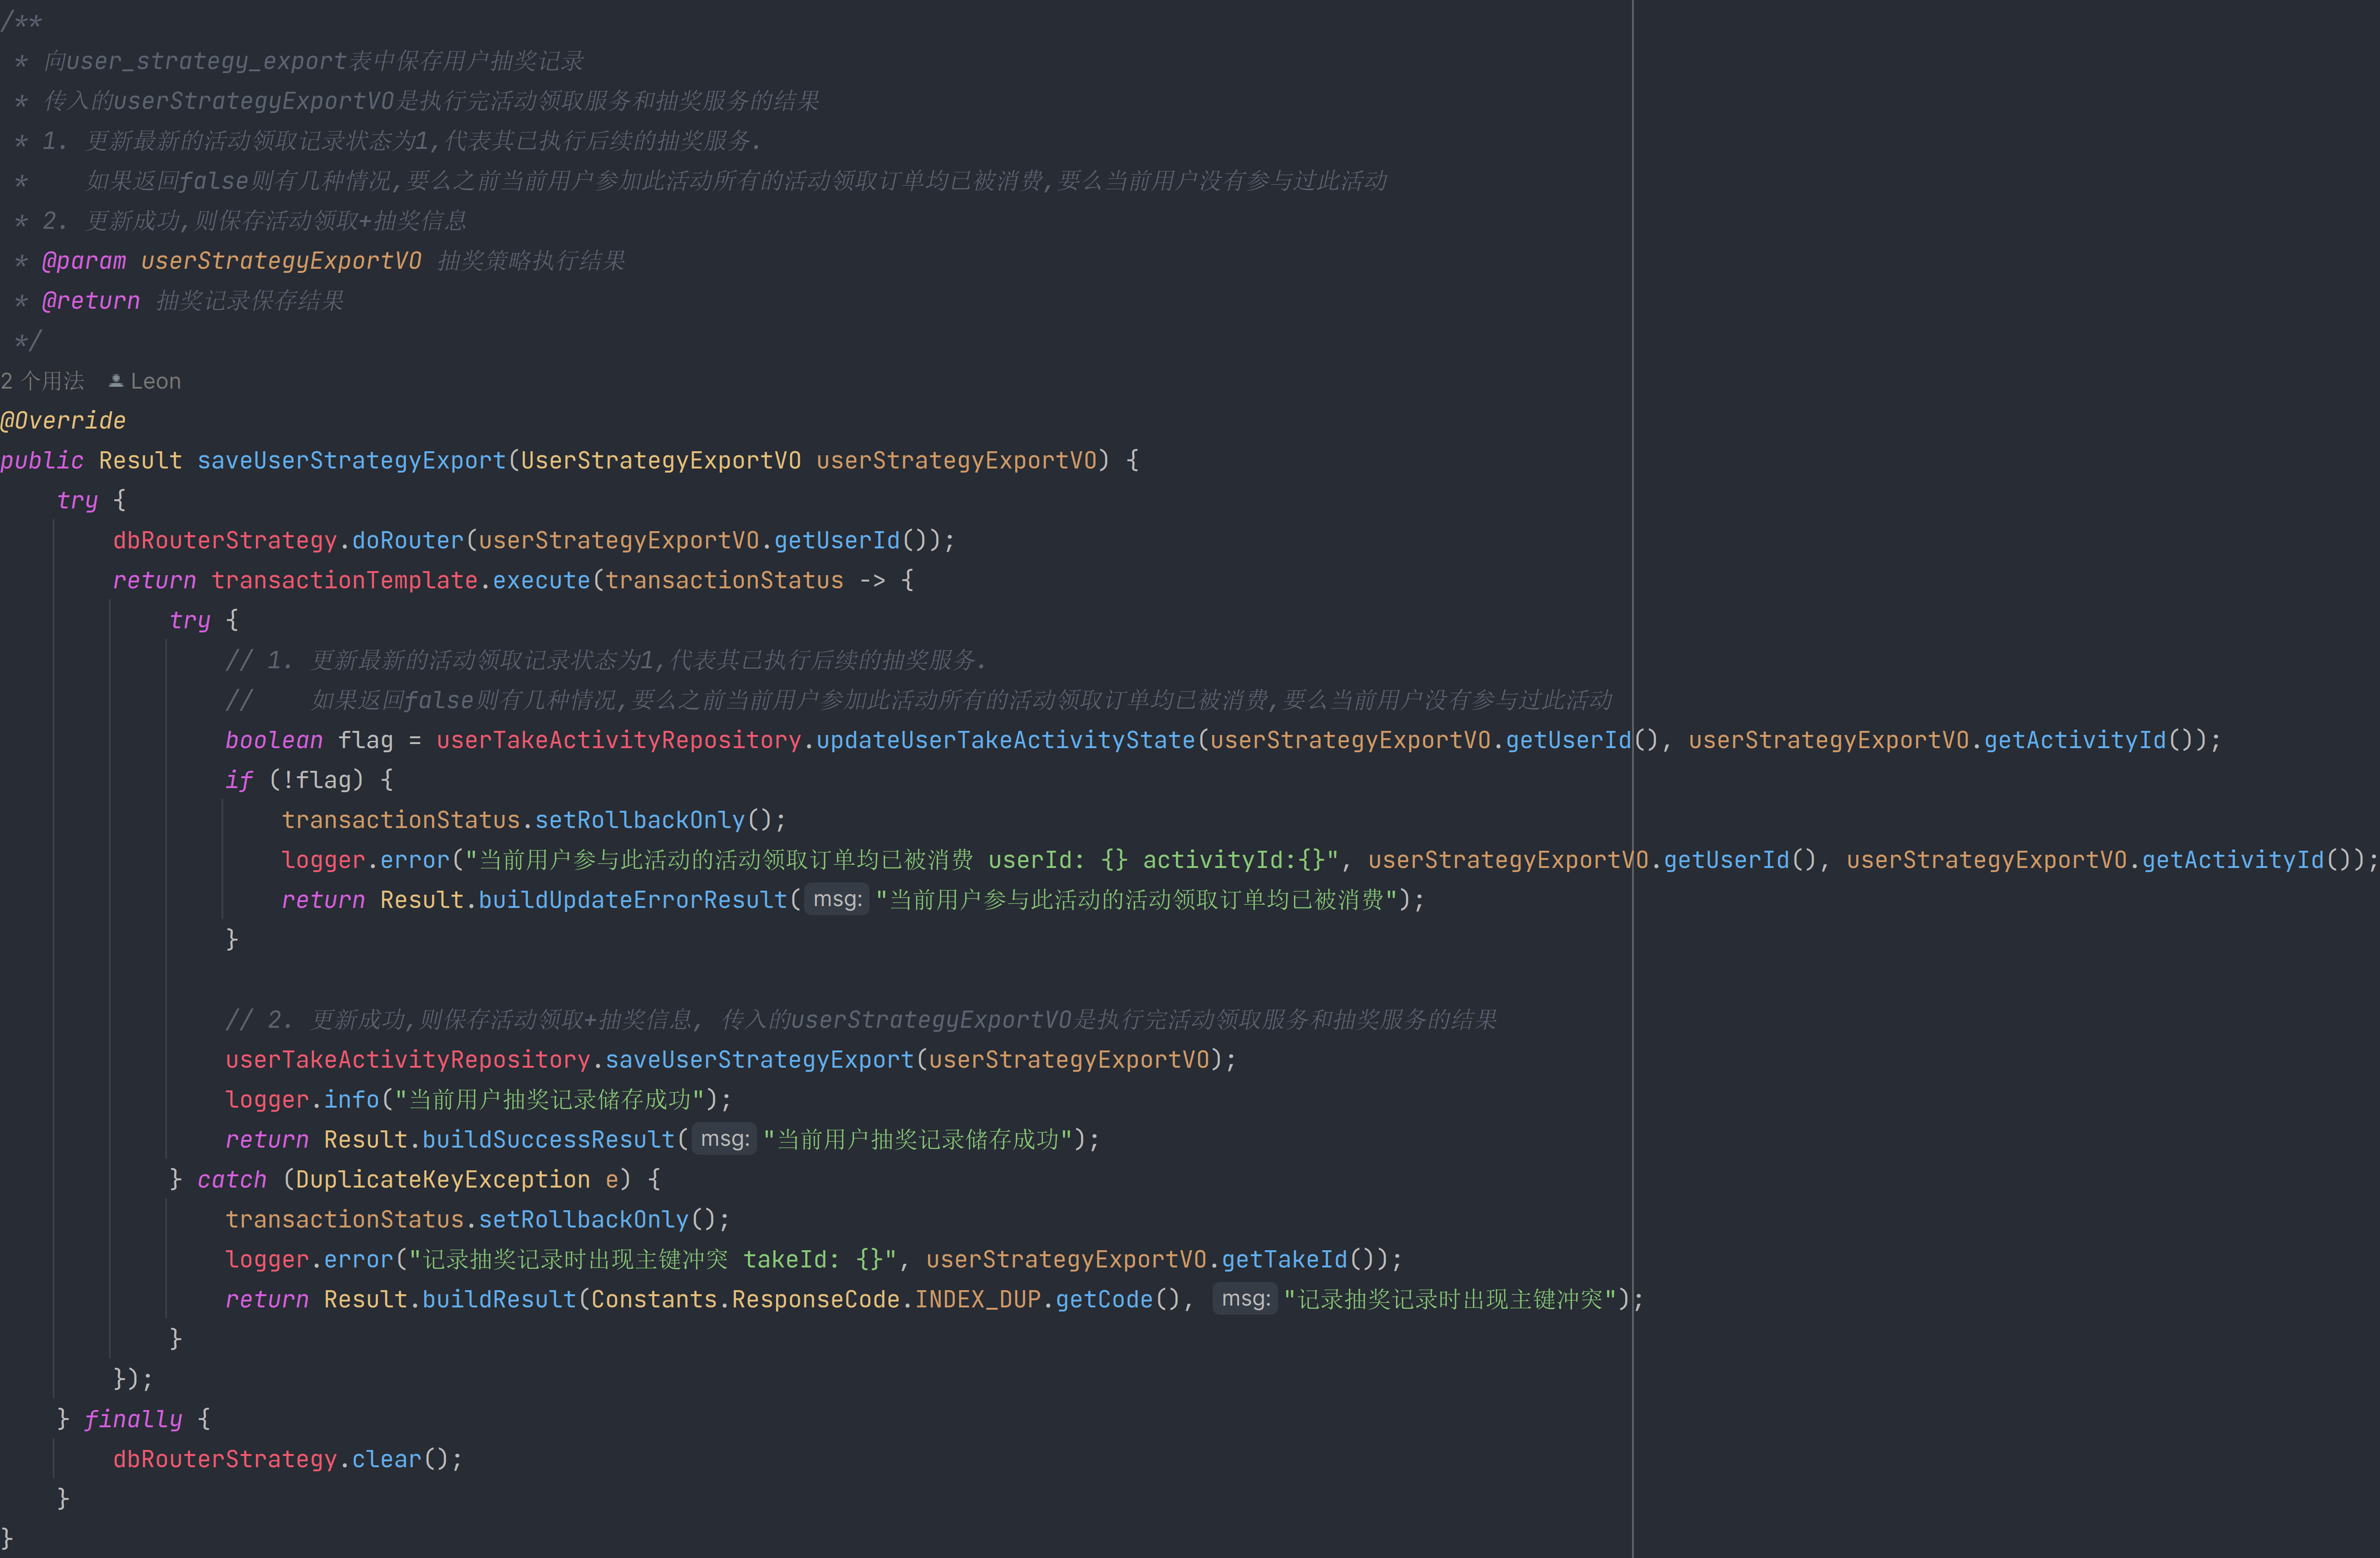 /**
 * 向user_strategy_export表中保存用户抽奖记录
 * 传入的userStrategyExportVO是执行完活动领取服务和抽奖服务的结果
 * 1. 更新最新的活动领取记录状态为1,代表其已执行后续的抽奖服务.
 *    如果返回false则有几种情况,要么之前当前用户参加此活动所有的活动领取订单均已被消费,要么当前用户没有参与过此活动
 * 2. 更新成功,则保存活动领取+抽奖信息
 * @param userStrategyExportVO 抽奖策略执行结果
 * @return 抽奖记录保存结果
 */
2 个用法 Leon
@Override
public Result saveUserStrategyExport(UserStrategyExportVO userStrategyExportVO) {
    try {
        dbRouterStrategy.doRouter(userStrategyExportVO.getUserId());
        return transactionTemplate.execute(transactionStatus -> {
            try {
                // 1. 更新最新的活动领取记录状态为1,代表其已执行后续的抽奖服务.
                //    如果返回false则有几种情况,要么之前当前用户参加此活动所有的活动领取订单均已被消费,要么当前用户没有参与过此活动
                boolean flag = userTakeActivityRepository.updateUserTakeActivityState(userStrategyExportVO.getUserId(), userStrategyExportVO.getActivityId());
                if (!flag) {
                    transactionStatus.setRollbackOnly();
                    logger.error("当前用户参与此活动的活动领取订单均已被消费 userId: {} activityId:{}", userStrategyExportVO.getUserId(), userStrategyExportVO.getActivityId());
                    return Result.buildUpdateErrorResult( msg: "当前用户参与此活动的活动领取订单均已被消费");
                }
                // 2. 更新成功,则保存活动领取+抽奖信息, 传入的userStrategyExportVO是执行完活动领取服务和抽奖服务的结果
                userTakeActivityRepository.saveUserStrategyExport(userStrategyExportVO);
                logger.info("当前用户抽奖记录储存成功");
                return Result.buildSuccessResult( msg: "当前用户抽奖记录储存成功");
            } catch (DuplicateKeyException e) {
                transactionStatus.setRollbackOnly();
                logger.error("记录抽奖记录时出现主键冲突 takeId: {}", userStrategyExportVO.getTakeId());
                return Result.buildResult(Constants.ResponseCode.INDEX_DUP.getCode(), msg: "记录抽奖记录时出现主键冲突");
            }
        });
    } finally {
        dbRouterStrategy.clear();
    }
}